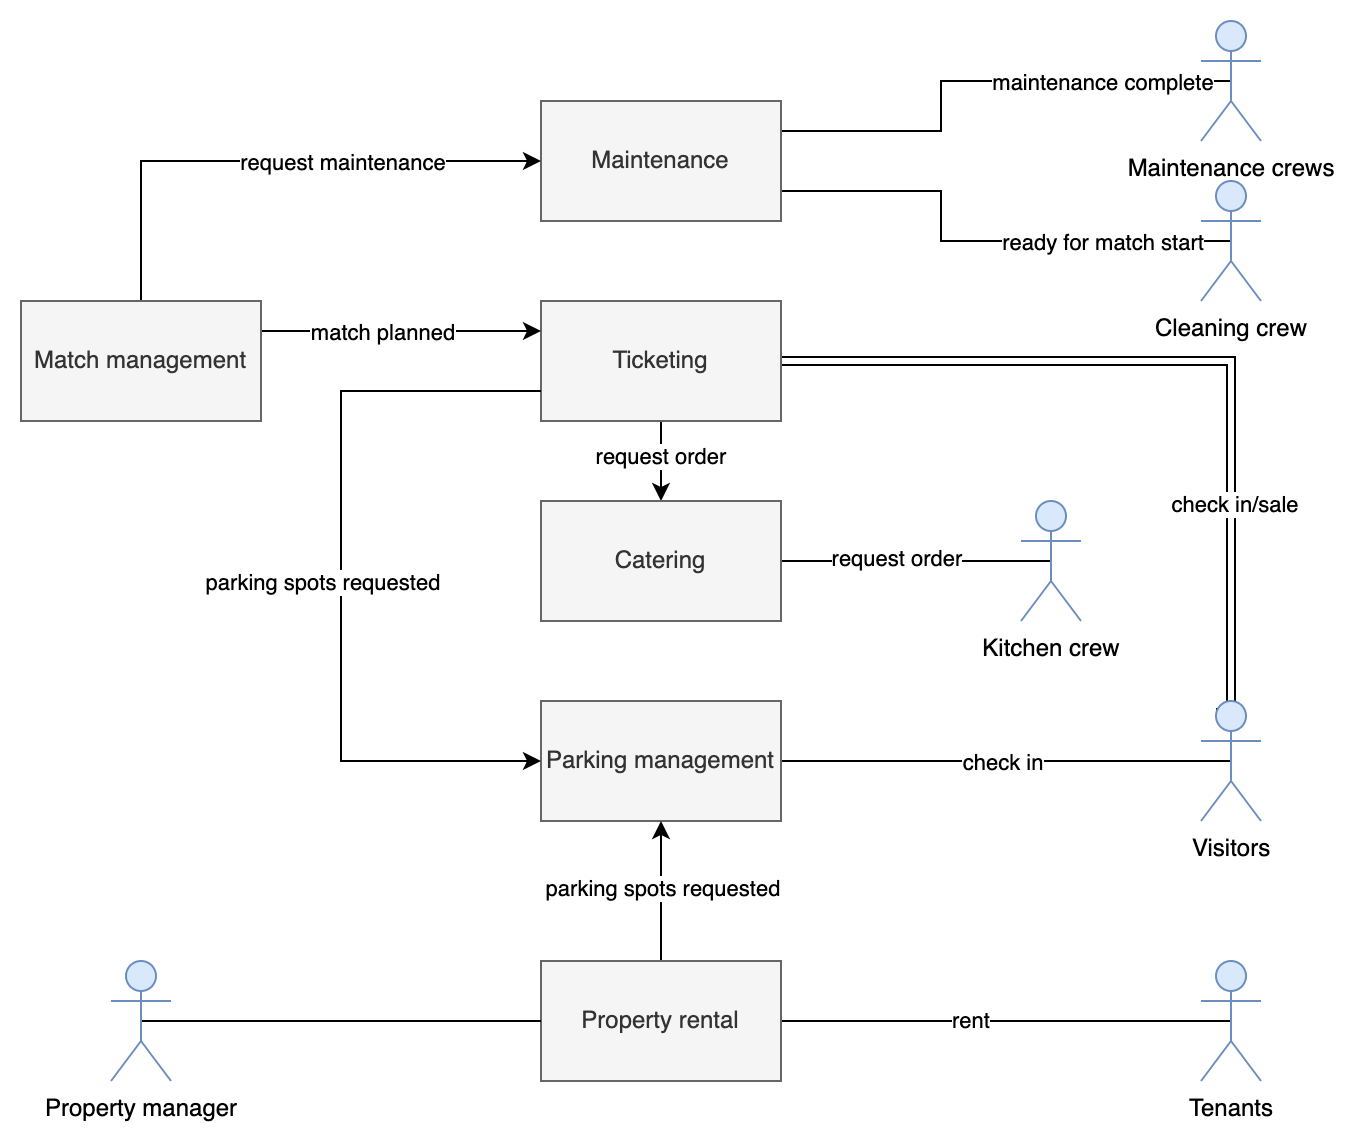 maintenance complete
request maintenance
Maintenance
Maintenance crews
ready for match start
match planned
Match management
Ticketing
Cleaning crew
request order
check in/sale
Catering
request order
parking spots requested
Kitchen crew
Parking management
check in
Visitors
parking spots requested
Property rental
rent
Property manager
Tenants